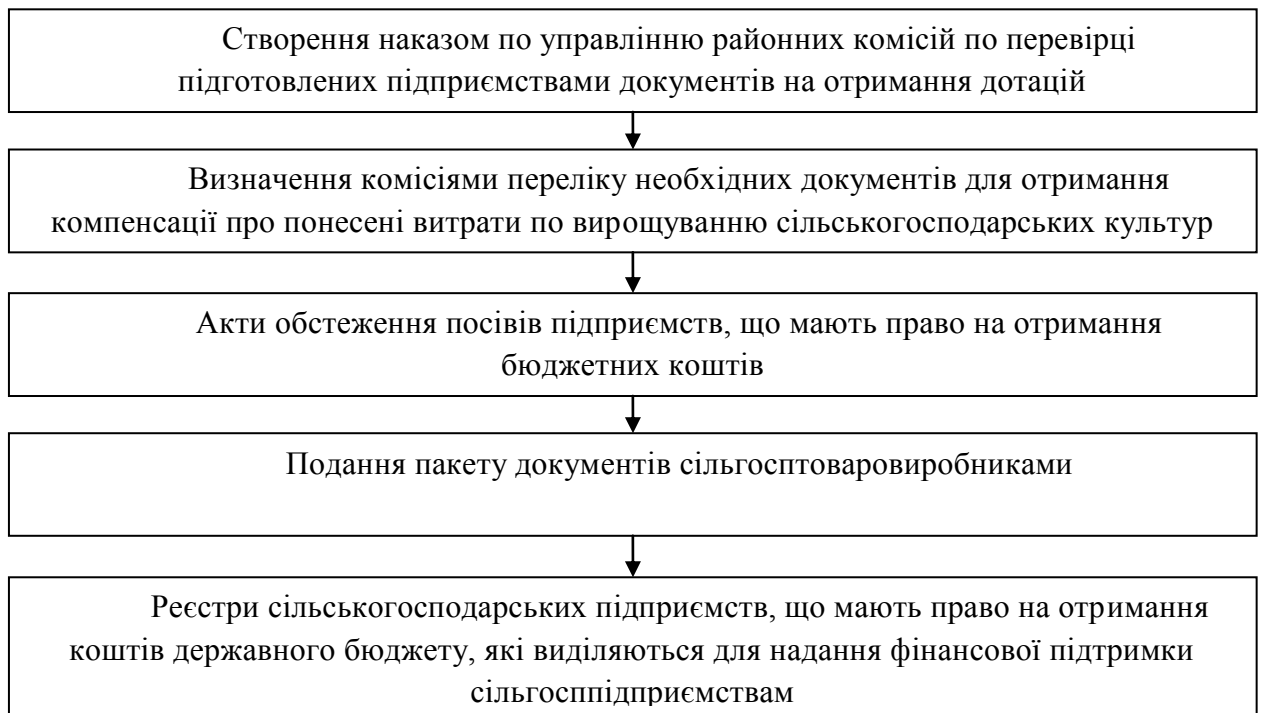 Створення наказом по управлінню районних комісій по перевірці
підготовлених підприємствами документів на отримання дотацій
Визначення комісіями переліку необхідних документів для отримання
компенсації про понесені витрати по вирощуванню сільськогосподарських культур
Акти обстеження посівів підприємств, що мають право на отримання
бюджетних коштів
Подання пакету документів сільгосптоваровиробниками
Реєстри сільськогосподарських підприємств, що мають право на отримання
коштів державного бюджету, які виділяються для надання фінансової підтримки
сільгосппідприємствам